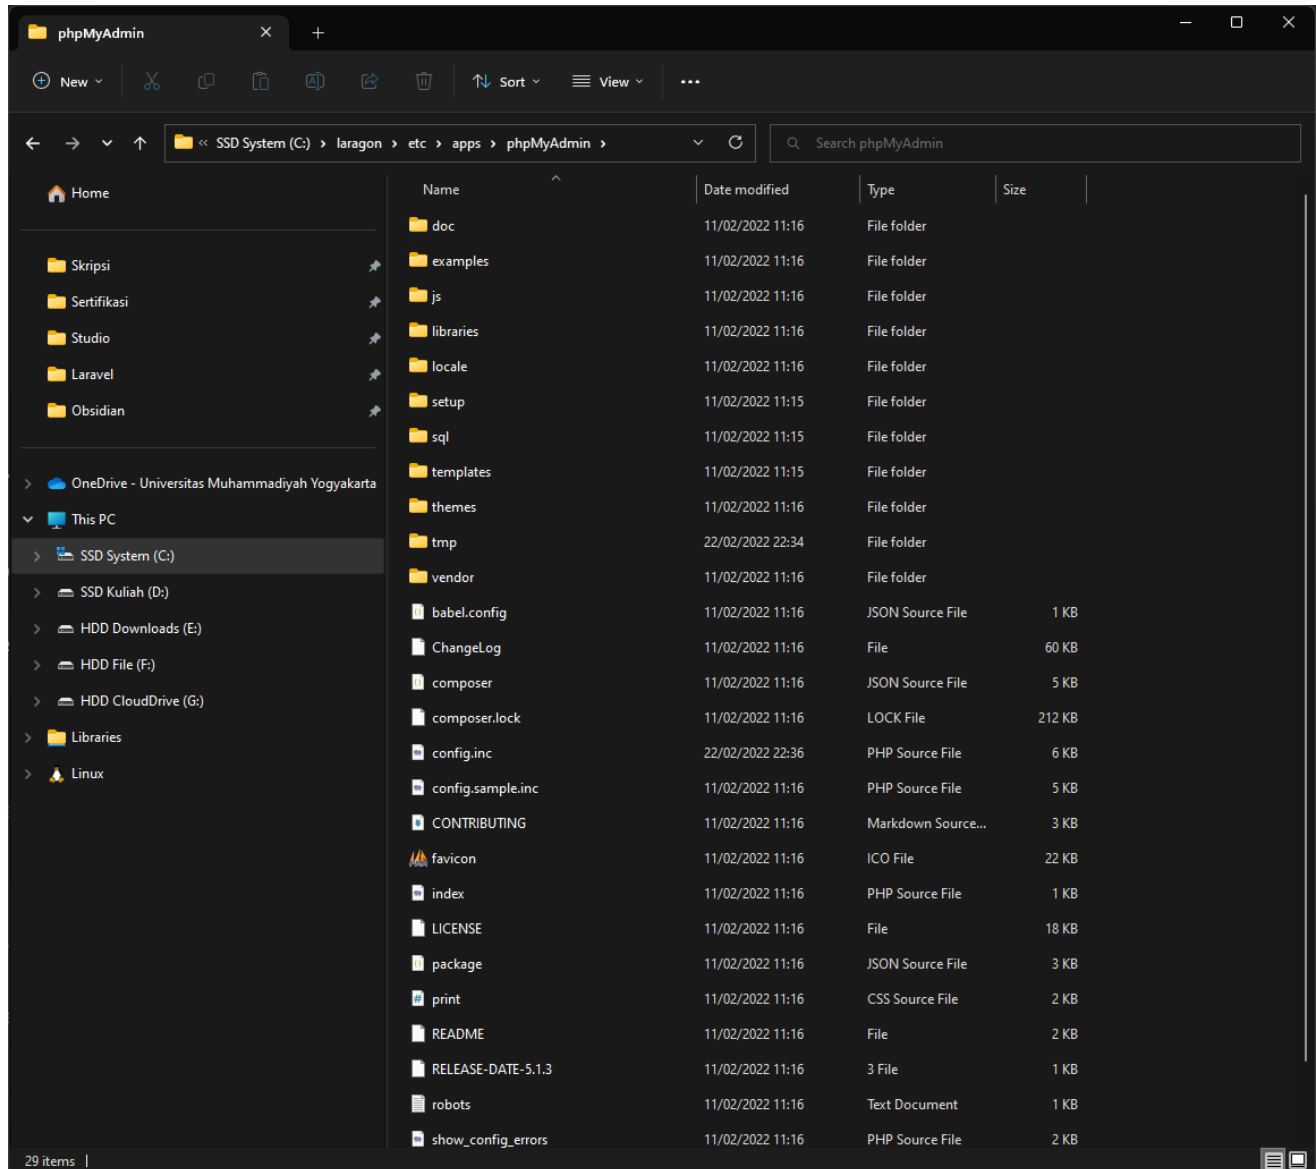 phpMyAdmin
New
Sort
View
SSD System (C:) › laragon › etc › apps › phpMyAdmin ›
Search phpMyAdmin
Home
Skripsi
Sertifikasi
Studio
Laravel
Obsidian
OneDrive - Universitas Muhammadiyah Yogyakarta
This PC
SSD System (C:)
SSD Kuliah (D:)
HDD Downloads (E:)
HDD File (F:)
HDD CloudDrive (G:)
Libraries
Linux
Name Date modified Type Size
doc 11/02/2022 11:16 File folder
examples 11/02/2022 11:16 File folder
js 11/02/2022 11:16 File folder
libraries 11/02/2022 11:16 File folder
locale 11/02/2022 11:16 File folder
setup 11/02/2022 11:15 File folder
sql 11/02/2022 11:15 File folder
templates 11/02/2022 11:15 File folder
themes 11/02/2022 11:16 File folder
tmp 22/02/2022 22:34 File folder
vendor 11/02/2022 11:16 File folder
babel.config 11/02/2022 11:16 JSON Source File 1 KB
ChangeLog 11/02/2022 11:16 File 60 KB
composer 11/02/2022 11:16 JSON Source File 5 KB
composer.lock 11/02/2022 11:16 LOCK File 212 KB
config.inc 22/02/2022 22:36 PHP Source File 6 KB
config.sample.inc 11/02/2022 11:16 PHP Source File 5 KB
CONTRIBUTING 11/02/2022 11:16 Markdown Source... 3 KB
favicon 11/02/2022 11:16 ICO File 22 KB
index 11/02/2022 11:16 PHP Source File 1 KB
LICENSE 11/02/2022 11:16 File 18 KB
package 11/02/2022 11:16 JSON Source File 3 KB
print 11/02/2022 11:16 CSS Source File 2 KB
README 11/02/2022 11:16 File 2 KB
RELEASE-DATE-5.1.3 11/02/2022 11:16 3 File 1 KB
robots 11/02/2022 11:16 Text Document 1 KB
show_config_errors 11/02/2022 11:16 PHP Source File 2 KB
29 items